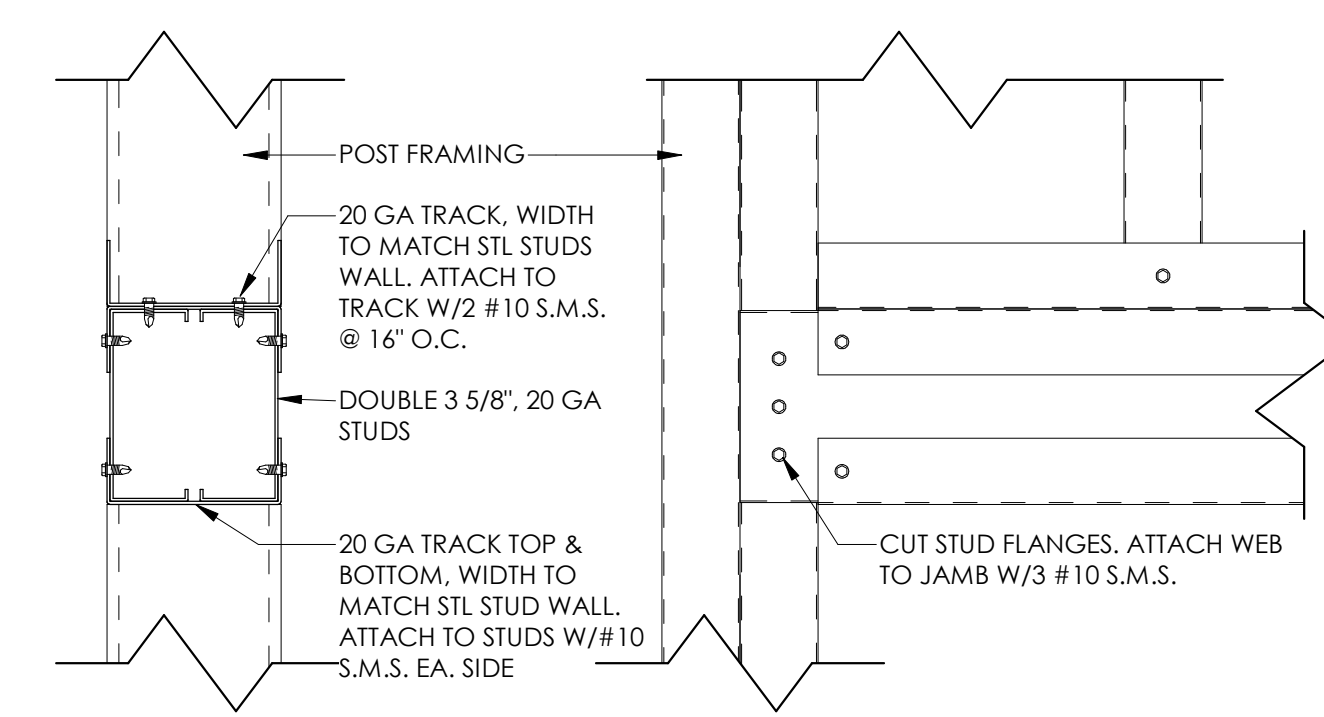 POST FRAMING
20 GA TRACK, WIDTH
TO MATCH STL STUDS
WALL. ATTACH TO
TRACK W/2 #10 S.M.S.
@ 16" O.C.
DOUBLE 3 5/8", 20 GA
STUDS
20 GA TRACK TOP &
BOTTOM, WIDTH TO
MATCH STL STUD WALL.
ATTACH TO STUDS W/#10
S.M.S. EA. SIDE
CUT STUD FLANGES. ATTACH WEB
TO JAMB W/3 #10 S.M.S.